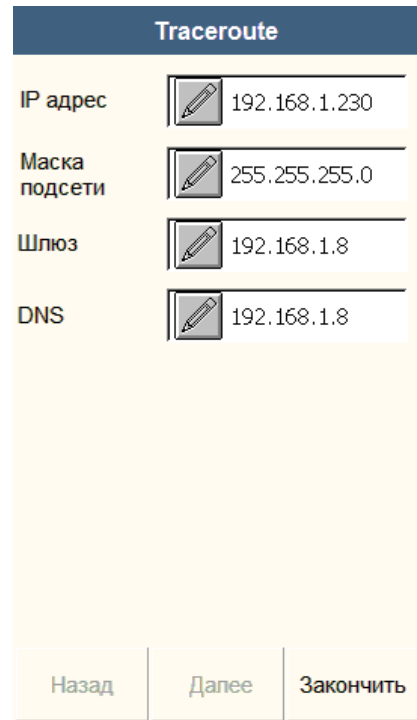 Traceroute
IP адрес 192.168.1.230
Маска
подсети 255.255.255.0
Шлюз 192.168.1.8
DNS 192.168.1.8
Назад Далее Закончить